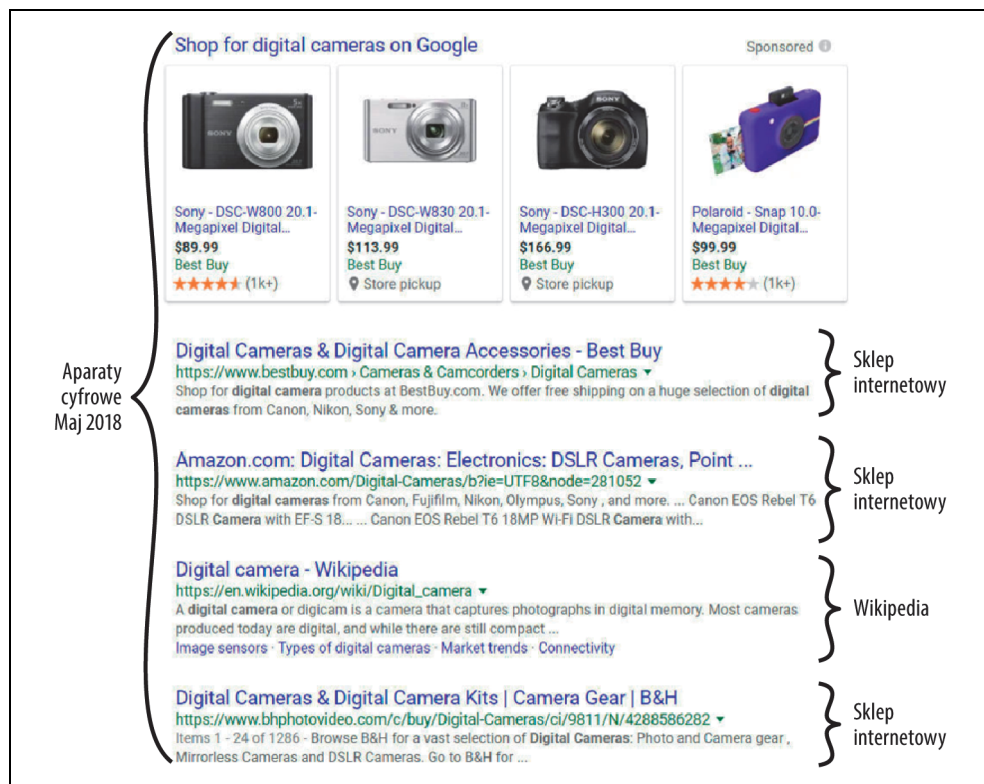 Shop for digital cameras on Google
Sponsored
SONY
SONY
SONY
Sony - DSC-W800 20.1-
Megapixel Digital...
$89.99
Best Buy
(1k+)
Sony - DSC-W830 20.1-
Megapixel Digital...
$113.99
Best Buy
Store pickup
Sony - DSC-H300 20.1-
Megapixel Digital...
$166.99
Best Buy
Store pickup
Polaroid - Snap 10.0-
Megapixel Digital...
$99.99
Best Buy
(1k+)
Aparaty
cyfrowe
Maj 2018
Digital Cameras & Digital Camera Accessories - Best Buy
https://www.bestbuy.com › Cameras & Camcorders › Digital Cameras
Shop for digital camera products at BestBuy.com. We offer free shipping on a huge selection of digital
cameras from Canon, Nikon, Sony & more.
Sklep
internetowy
Amazon.com: Digital Cameras: Electronics: DSLR Cameras, Point ...
https://www.amazon.com/Digital-Cameras/b?ie=UTF8&node=281052
Shop for digital cameras from Canon, Fujifilm, Nikon, Olympus, Sony , and more. ... Canon EOS Rebel T6
DSLR Camera with EF-S 18... ... Canon EOS Rebel T6 18MP Wi-Fi DSLR Camera with...
Sklep
internetowy
Digital camera - Wikipedia
https://en.wikipedia.org/wiki/Digital_camera
A digital camera or digicam is a camera that captures photographs in digital memory. Most cameras
produced today are digital, and while there are still compact ...
Image sensors · Types of digital cameras · Market trends · Connectivity
Wikipedia
Digital Cameras & Digital Camera Kits | Camera Gear | B&H
https://www.bhphotovideo.com/c/buy/Digital-Cameras/ci/9811/N/4288586282
Items 1 - 24 of 1286 - Browse B&H for a vast selection of Digital Cameras: Photo and Camera gear ,
Mirrorless Cameras and DSLR Cameras. Go to B&H for ...
Sklep
internetowy